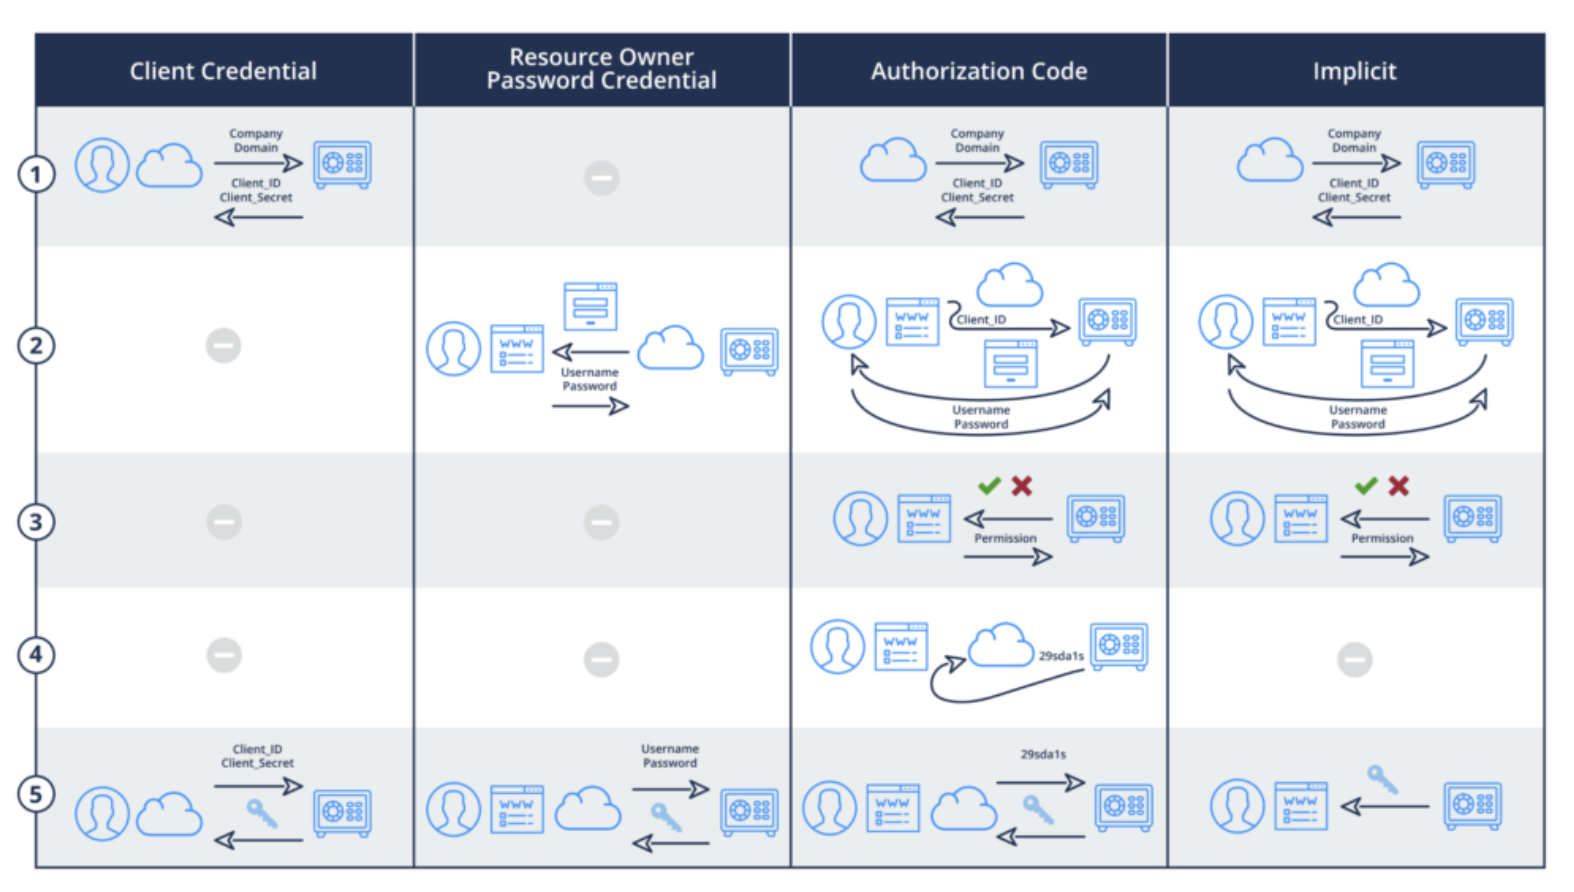 Client Credential
Resource Owner
Password Credential
Authorization Code
Implicit
1
Company
Domain
Client_ID
Client_Secret
Company
Domain
Client_ID
Client_Secret
Company
Domain
Client_ID
Client_Secret
2
WWW
Username
Password
WWW
Client_ID
Username
Password
WWW
Client_ID
Username
Password
3
WWW
Permission
WWW
Permission
4
WWW
29sda1s
5
Client_ID
Client_Secret
WWW
Username
Password
WWW
29sda1s
WWW